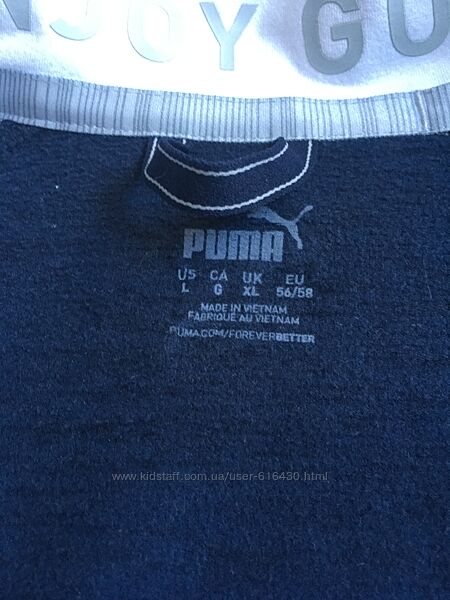 NJOY GU
PUMA
US CA UK EU
L G XL 56/58
MADE IN VIETNAM
FABRIQUÉ AU VIETNAM
PUMA.COM/FOREVERBETTER
www.kidstaff.com.ua/user-616430.html